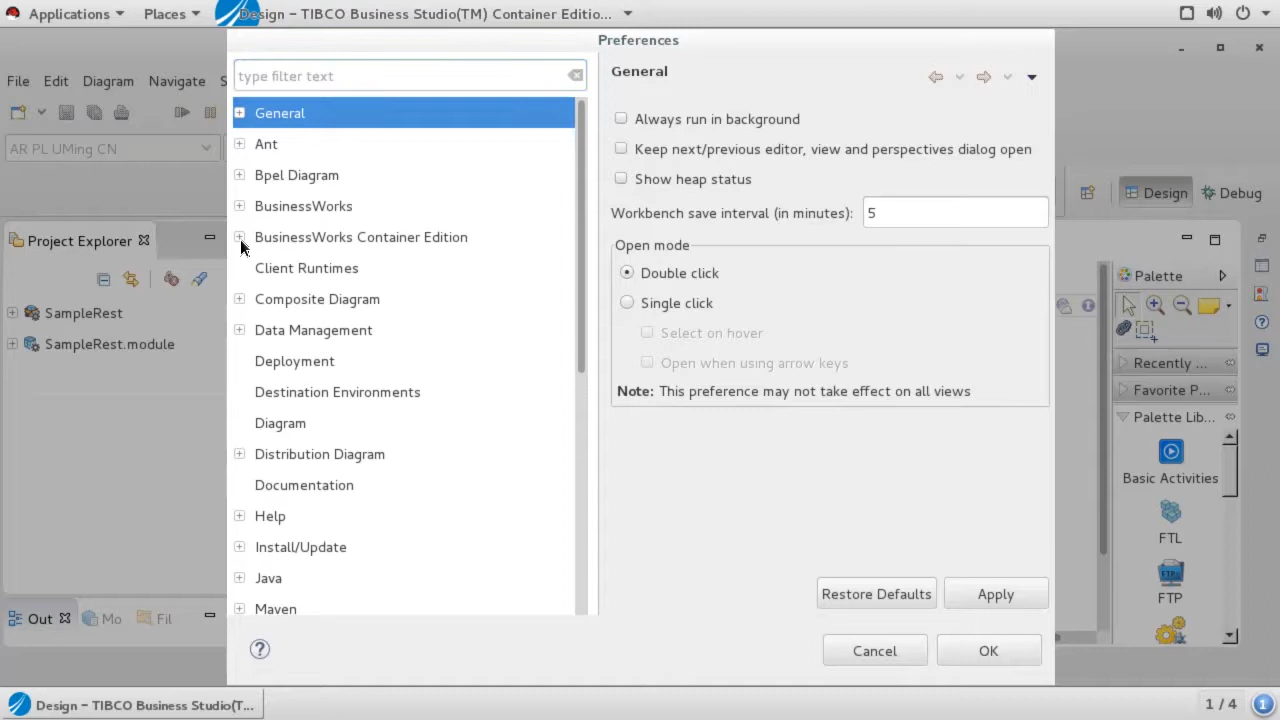 Applications Places Design – TIBCO Business Studio(TM) Container Editio...
Preferences
File Edit Diagram Navigate
type filter text
General
General
Ant
Bpel Diagram
BusinessWorks
BusinessWorks Container Edition
Client Runtimes
Composite Diagram
Data Management
Deployment
Destination Environments
Diagram
Distribution Diagram
Documentation
Help
Install/Update
Java
Maven
Always run in background
Keep next/previous editor, view and perspectives dialog open
Show heap status
Workbench save interval (in minutes): 5
Open mode
Double click
Single click
Select on hover
Open when using arrow keys
Note: This preference may not take effect on all views
Restore Defaults Apply
Cancel OK
AR PL UMing CN
Project Explorer
SampleRest
SampleRest.module
Out Mo Fil
Design Debug
Palette
Recently ...
Favorite P...
Palette Lib...
Basic Activities
FTL
FTP
Design – TIBCO Business Studio(T...
1 / 4 1